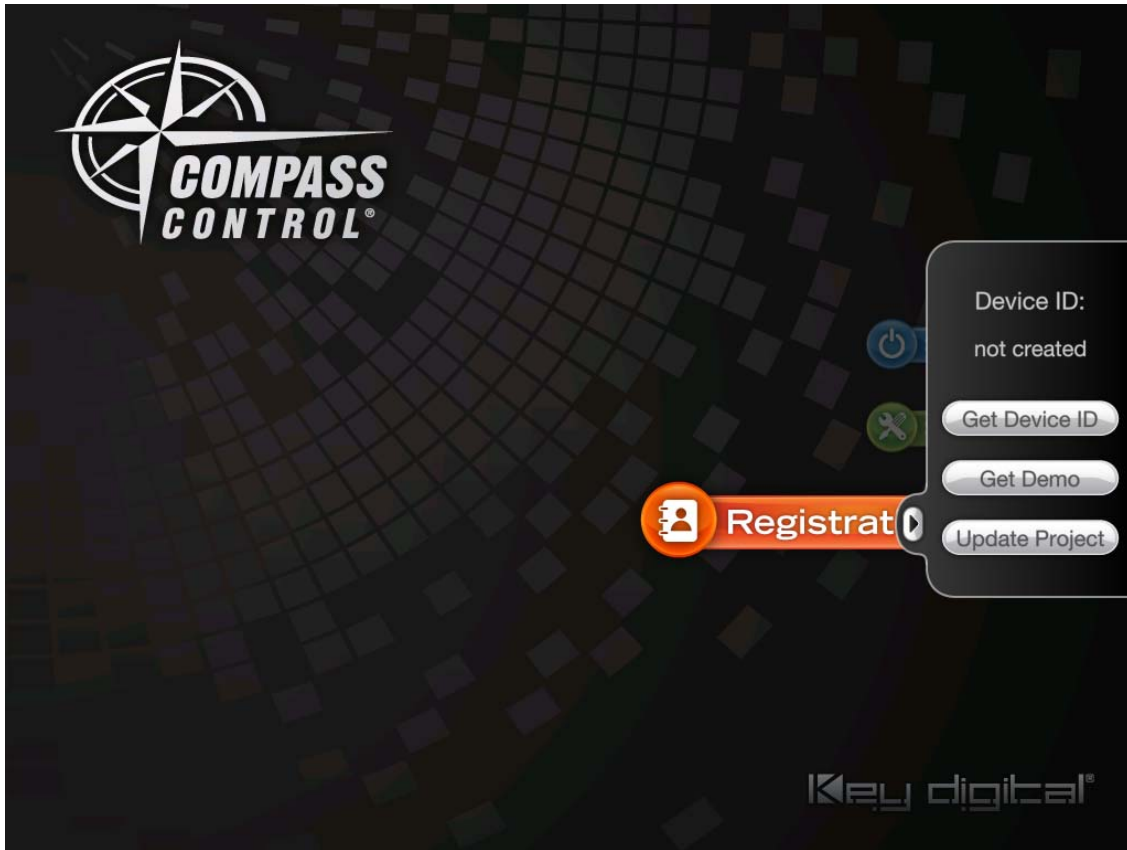 COMPASS
CONTROL®
Device ID:
not created
Get Device ID
Get Demo
Registrat
Update Project
Key digital®